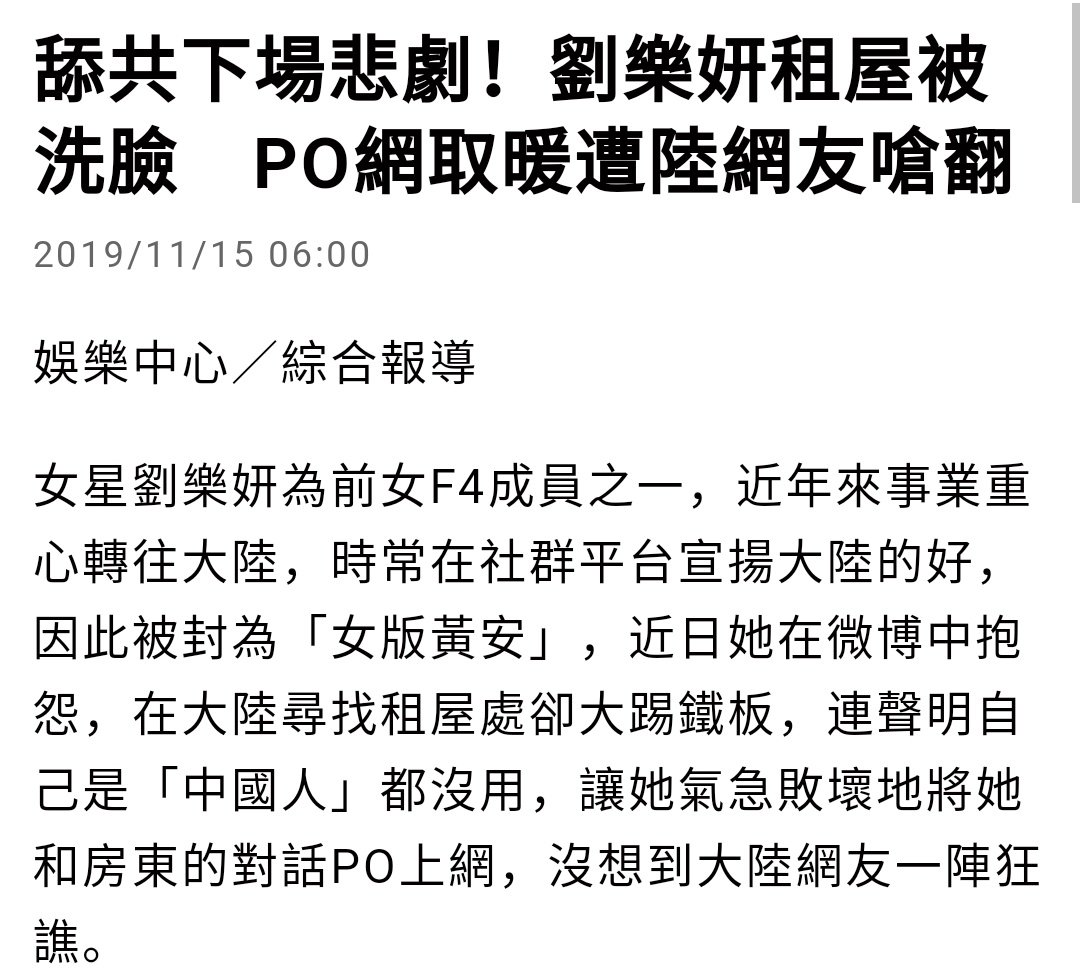 舔共下場悲劇！劉樂妍租屋被
洗臉　PO網取暖遭陸網友嗆翻
2019/11/15 06:00
娛樂中心／綜合報導
女星劉樂妍為前女F4成員之一，近年來事業重
心轉往大陸，時常在社群平台宣揚大陸的好，
因此被封為「女版黃安」，近日她在微博中抱
怨，在大陸尋找租屋處卻大踢鐵板，連聲明自
己是「中國人」都沒用，讓她氣急敗壞地將她
和房東的對話PO上網，沒想到大陸網友一陣狂
譙。